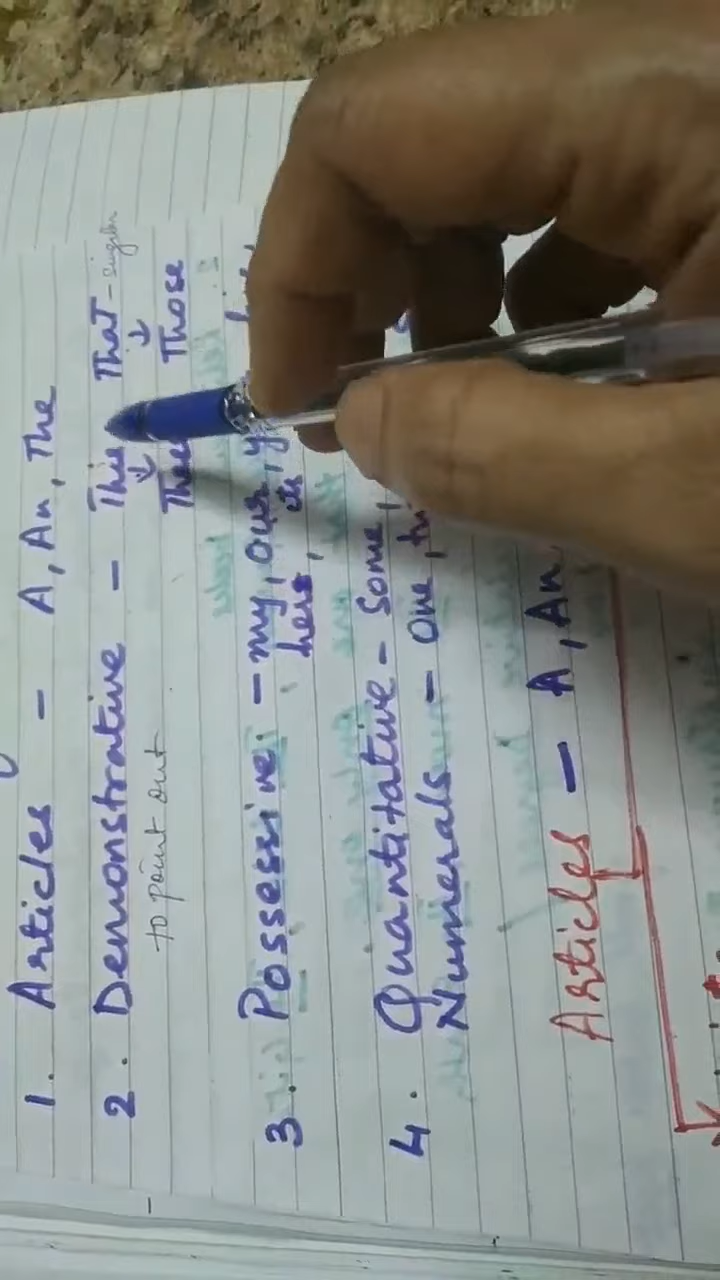 1. Articles - A, An, The
2. Demonstrative - This That - singular
to point out These Those
3. Possessive - my, our,
hers,
4. Quantitative - Some,
Numerals - One,
Articles - A, An